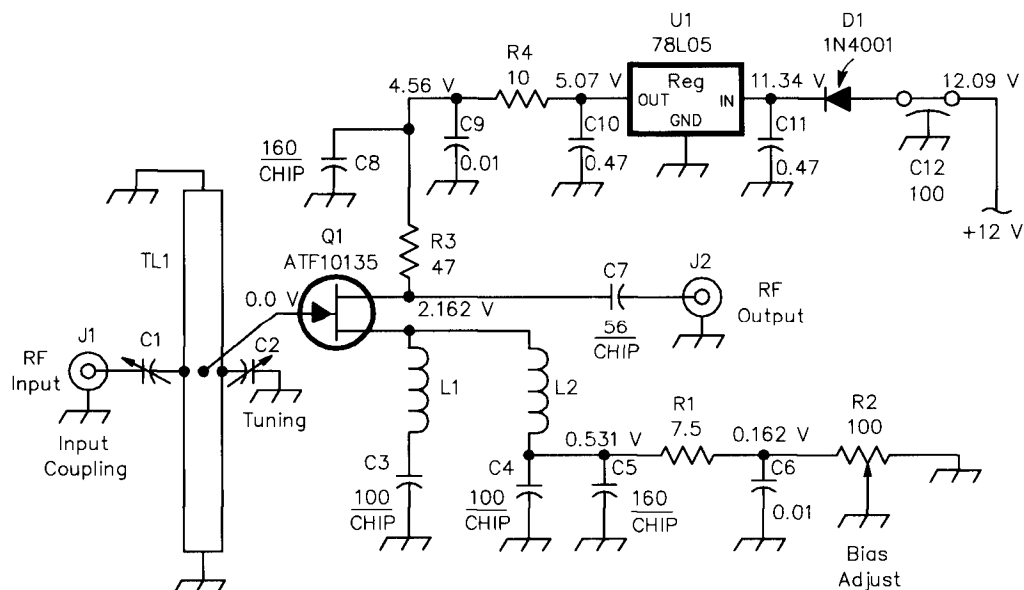 U1
78L05
D1
1N4001
R4
10
4.56 V
5.07 V
Reg
OUT
IN
GND
11.34 V
12.09 V
C9
0.01
C10
0.47
C11
0.47
C12
100
+12 V
160
CHIP
C8
TL1
Q1
ATF10135
R3
47
0.0 V
2.162 V
C7
56
CHIP
J2
RF
Output
J1
RF
Input
C1
C2
Tuning
Input
Coupling
L1
L2
C3
100
CHIP
C4
100
CHIP
0.531 V
C5
160
CHIP
R1
7.5
0.162 V
C6
0.01
R2
100
Bias
Adjust